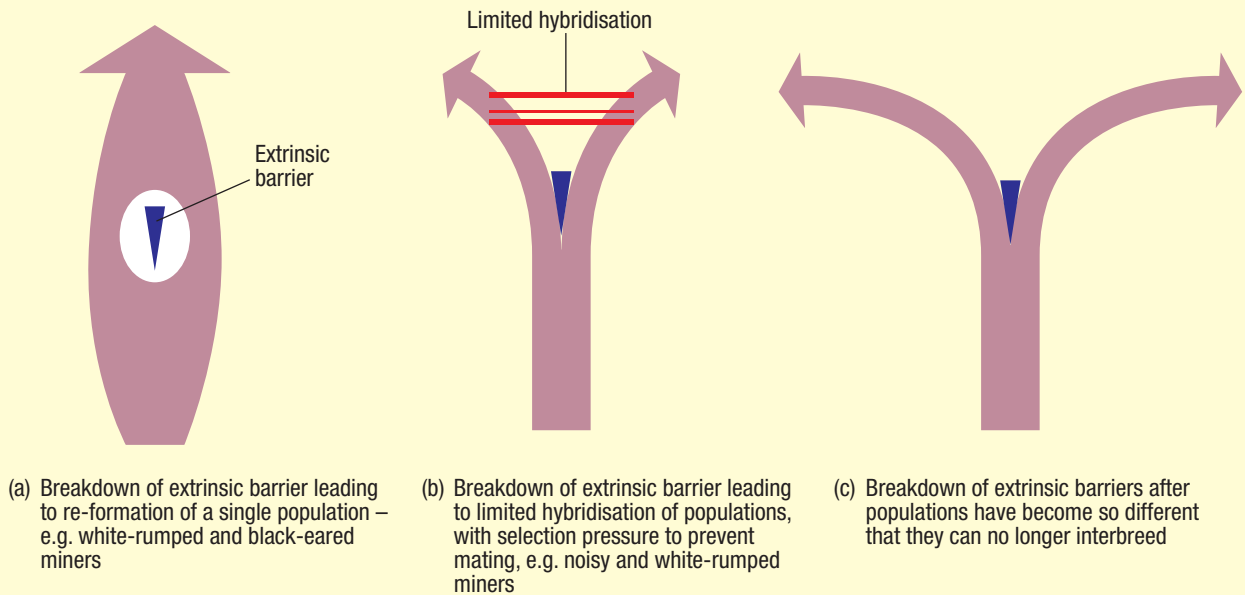 Limited hybridisation
Extrinsic
barrier
(a) Breakdown of extrinsic barrier leading
to re-formation of a single population –
e.g. white-rumped and black-eared
miners
(b) Breakdown of extrinsic barrier leading
to limited hybridisation of populations,
with selection pressure to prevent
mating, e.g. noisy and white-rumped
miners
(c) Breakdown of extrinsic barriers after
populations have become so different
that they can no longer interbreed